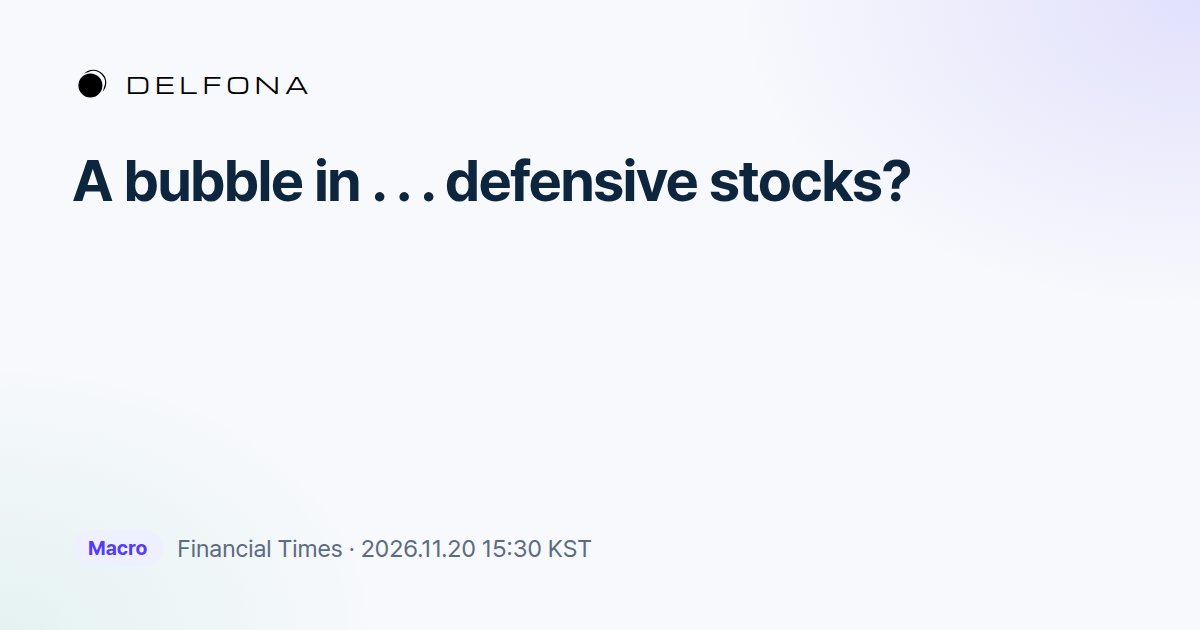 DELFONA
A bubble in . . . defensive stocks?
Macro Financial Times · 2026.11.20 15:30 KST